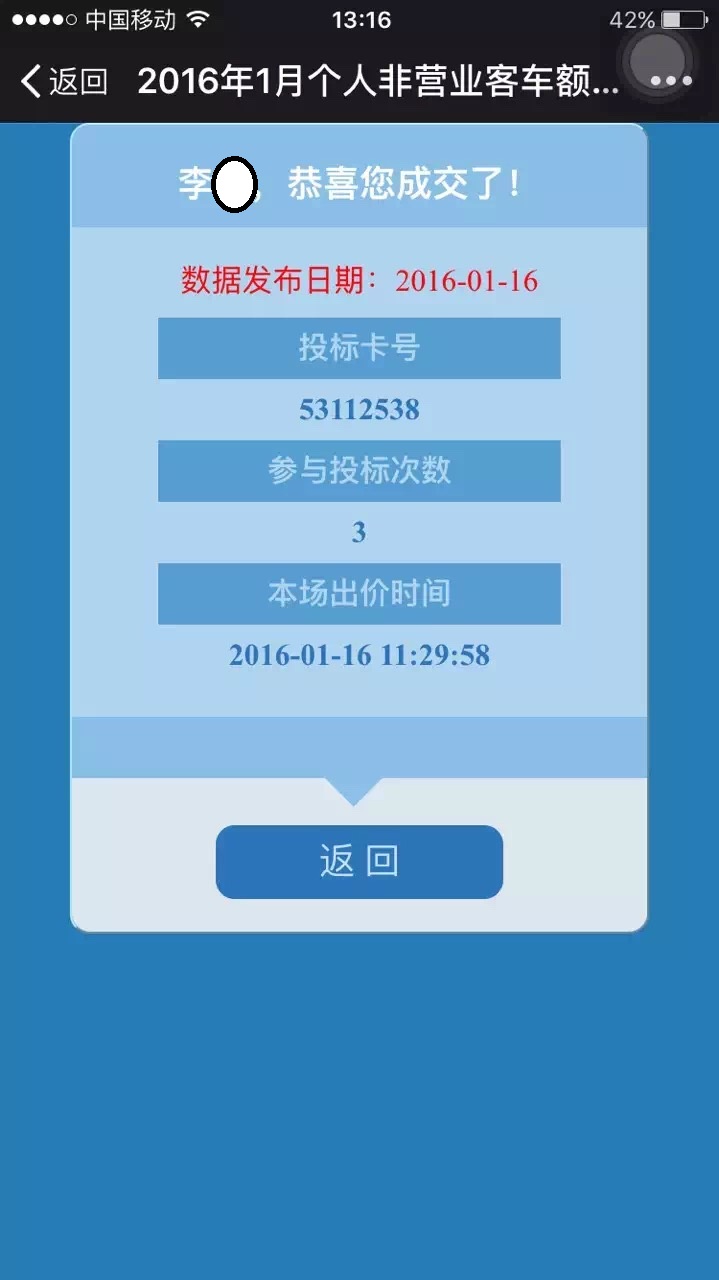 中国移动 13:16 42%
返回 2016年1月个人非营业客车额...
李 恭喜您成交了！
数据发布日期：2016-01-16
投标卡号
53112538
参与投标次数
3
本场出价时间
2016-01-16 11:29:58
返 回